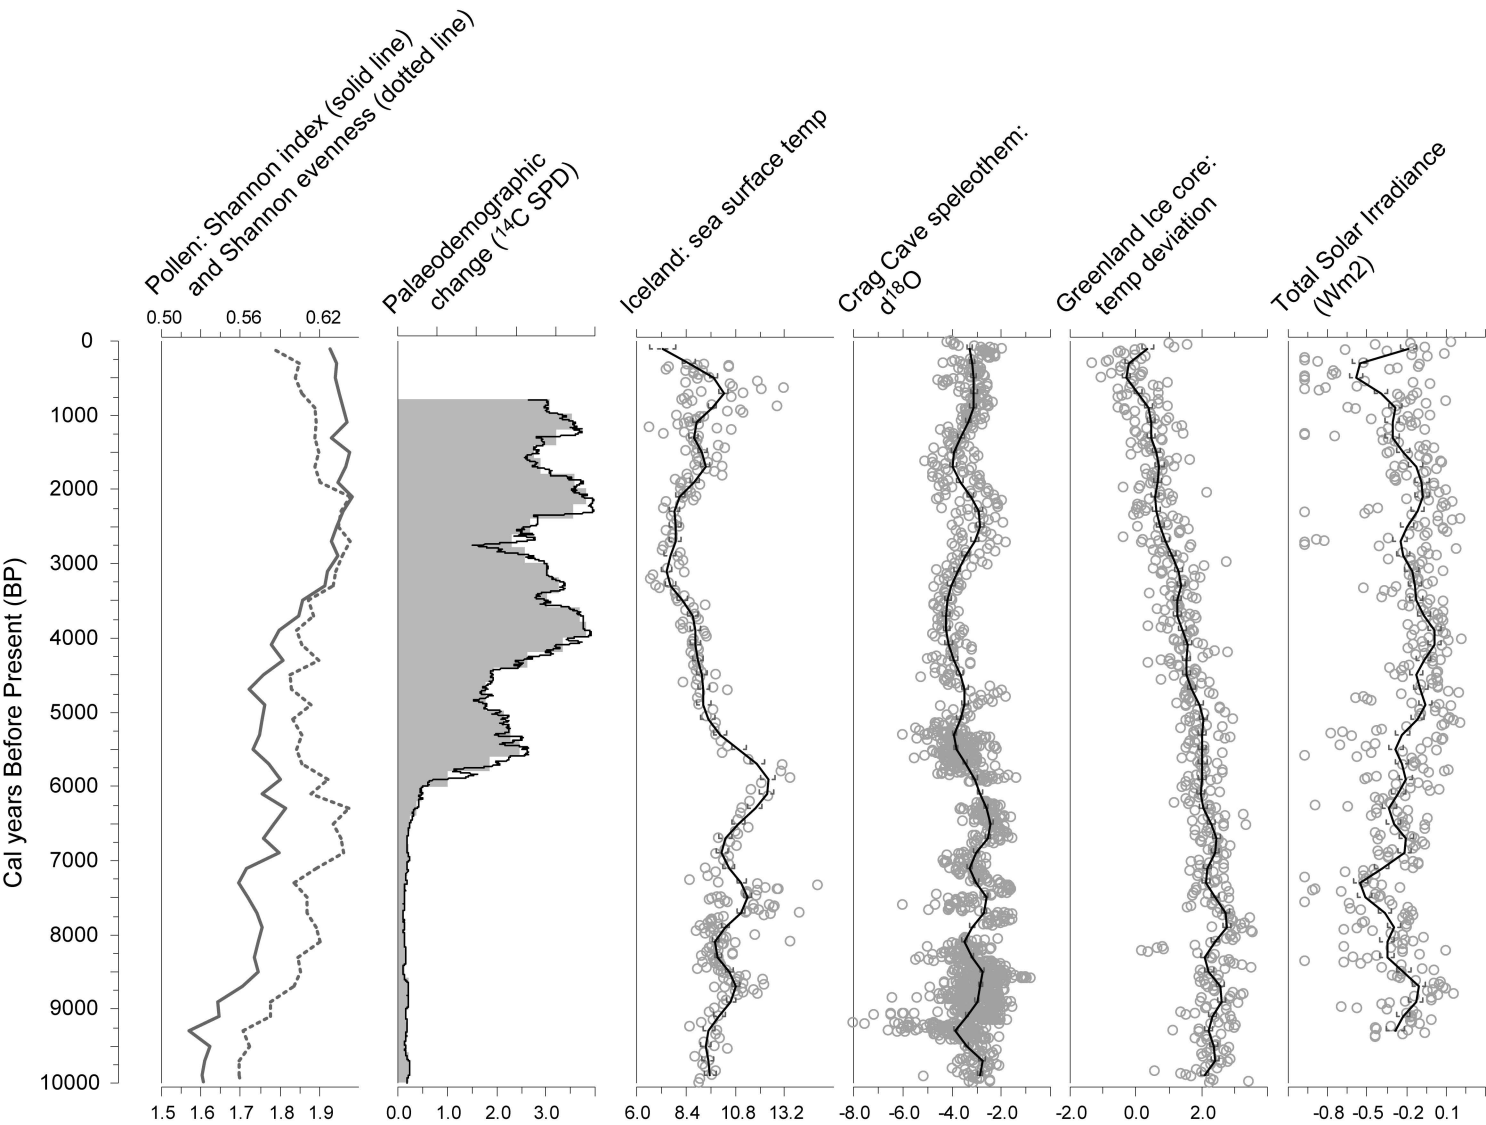 Pollen: Shannon index (solid line)
and Shannon evenness (dotted line)
Palaeodemographic
change (14C SPD)
Iceland: sea surface temp
Crag Cave speleothem:
d18O
Greenland Ice core:
temp deviation
Total Solar Irradiance
(Wm2)
0.50 0.56 0.62
Cal years Before Present (BP)
0
1000
2000
3000
4000
5000
6000
7000
8000
9000
10000
1.5 1.6 1.7 1.8 1.9
0.0 1.0 2.0 3.0
6.0 8.4 10.8 13.2
-8.0 -6.0 -4.0 -2.0
-2.0 0.0 2.0
-0.8 -0.5 -0.2 0.1